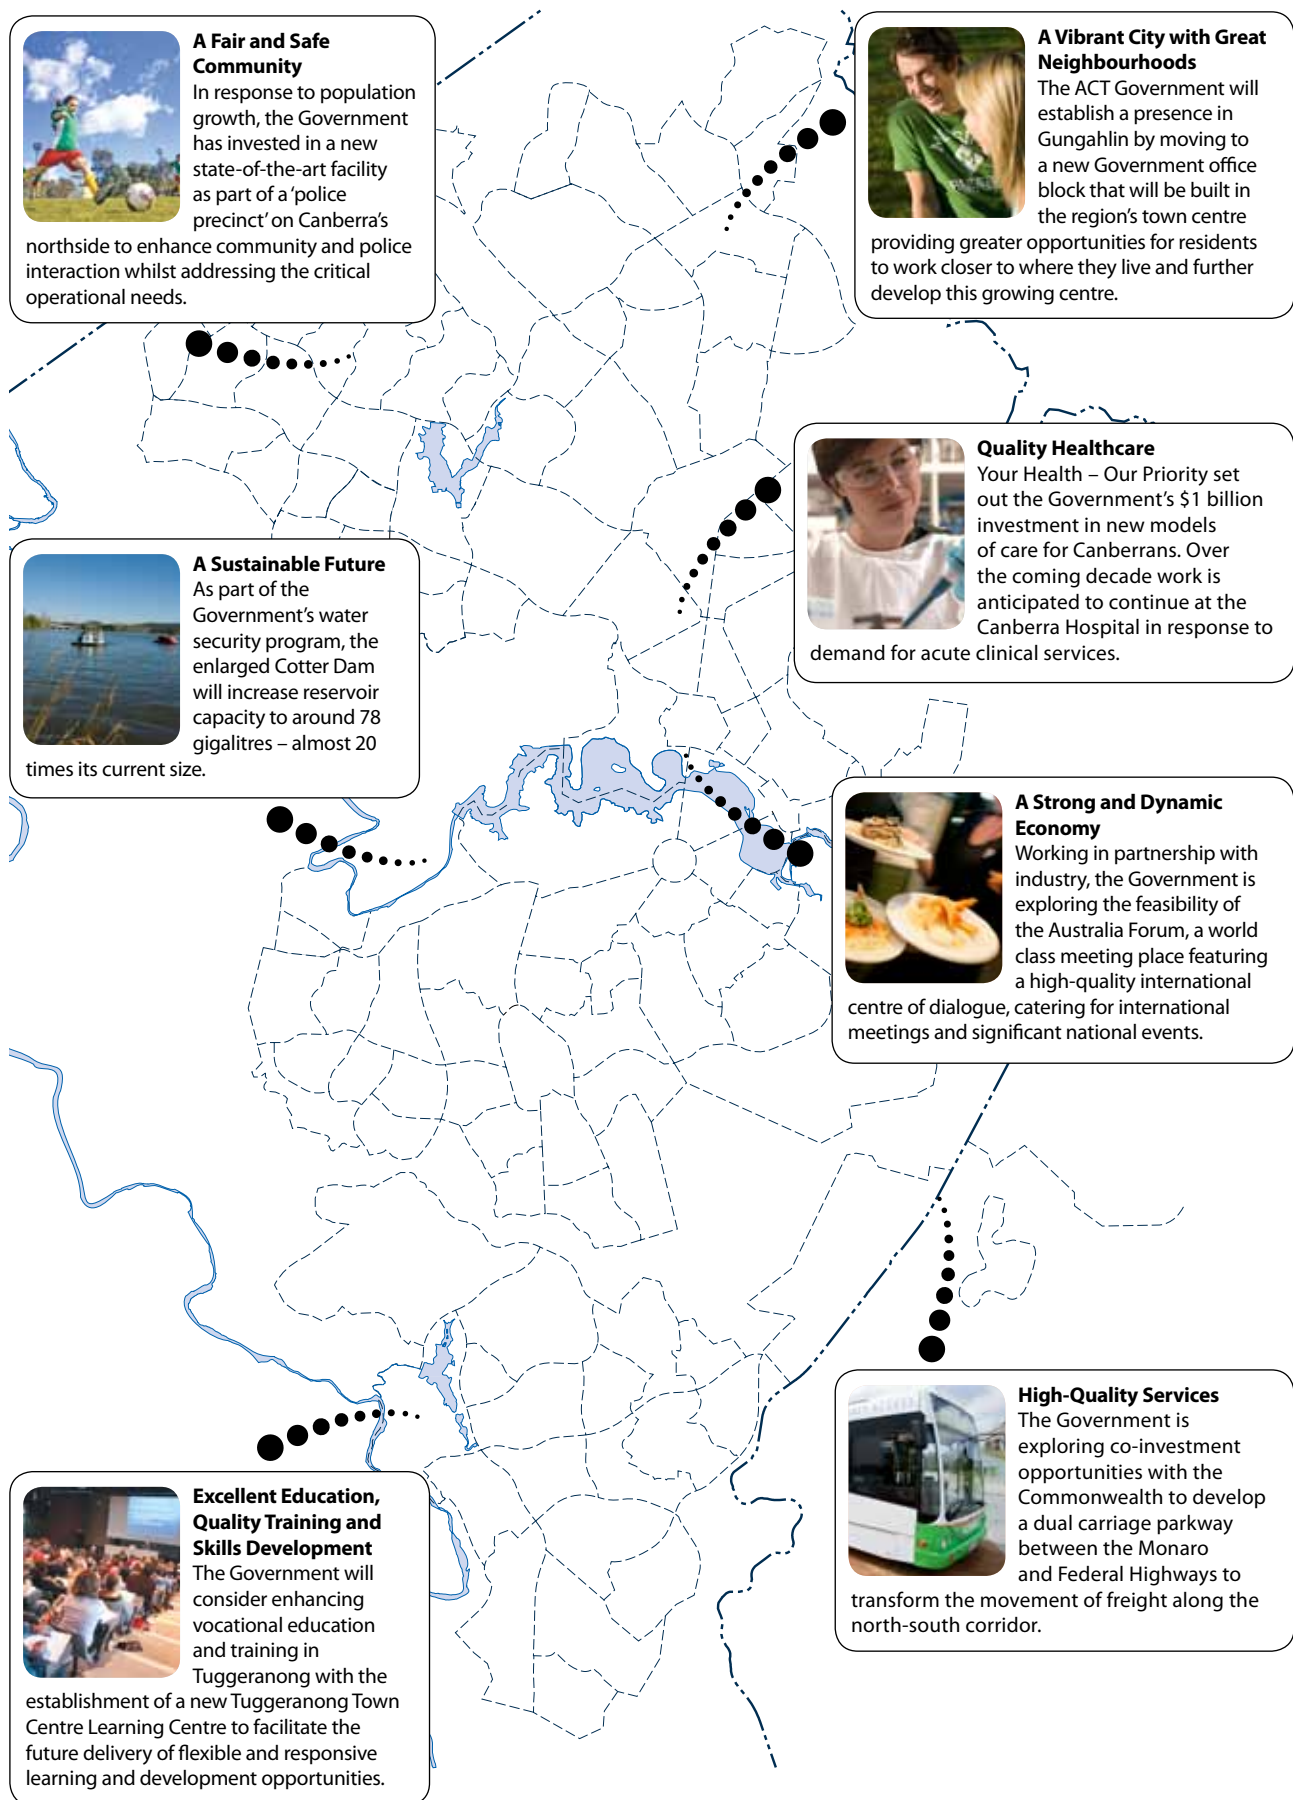 A Fair and Safe
Community
In response to population
growth, the Government
has invested in a new
state-of-the-art facility
as part of a ‘police
precinct’ on Canberra’s
northside to enhance community and police
interaction whilst addressing the critical
operational needs.
A Vibrant City with Great
Neighbourhoods
The ACT Government will
establish a presence in
Gungahlin by moving to
a new Government office
block that will be built in
the region’s town centre
providing greater opportunities for residents
to work closer to where they live and further
develop this growing centre.
Quality Healthcare
Your Health – Our Priority set
out the Government’s $1 billion
investment in new models
of care for Canberrans. Over
the coming decade work is
anticipated to continue at the
Canberra Hospital in response to
demand for acute clinical services.
A Sustainable Future
As part of the
Government’s water
security program, the
enlarged Cotter Dam
will increase reservoir
capacity to around 78
gigalitres – almost 20
times its current size.
A Strong and Dynamic
Economy
Working in partnership with
industry, the Government is
exploring the feasibility of
the Australia Forum, a world
class meeting place featuring
a high-quality international
centre of dialogue, catering for international
meetings and significant national events.
High-Quality Services
The Government is
exploring co-investment
opportunities with the
Commonwealth to develop
a dual carriage parkway
between the Monaro
and Federal Highways to
transform the movement of freight along the
north-south corridor.
Excellent Education,
Quality Training and
Skills Development
The Government will
consider enhancing
vocational education
and training in
Tuggeranong with the
establishment of a new Tuggeranong Town
Centre Learning Centre to facilitate the
future delivery of flexible and responsive
learning and development opportunities.